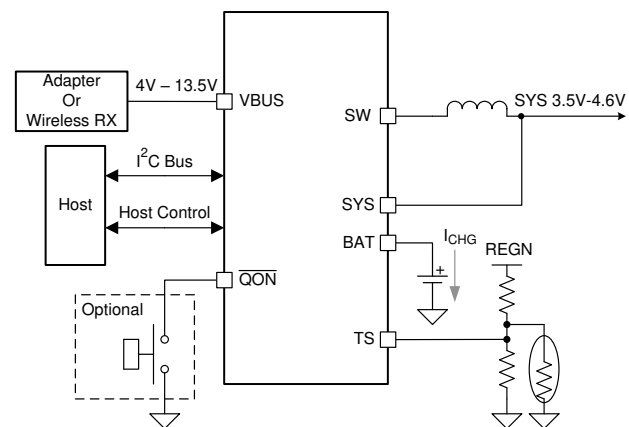 Adapter
Or
Wireless RX
4V – 13.5V
VBUS
SW
SYS 3.5V-4.6V
I²C Bus
Host
Host Control
SYS
BAT
I_CHG
REGN
+
QON
Optional
TS